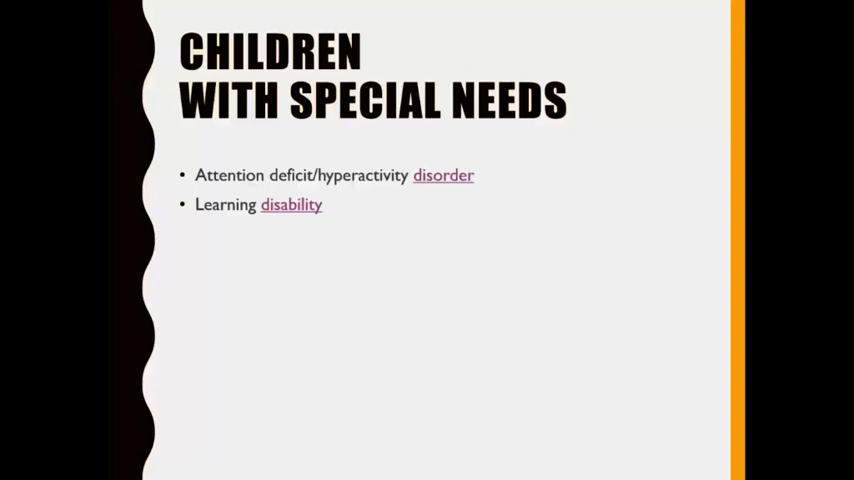 CHILDREN
WITH SPECIAL NEEDS
• Attention deficit/hyperactivity disorder
• Learning disability